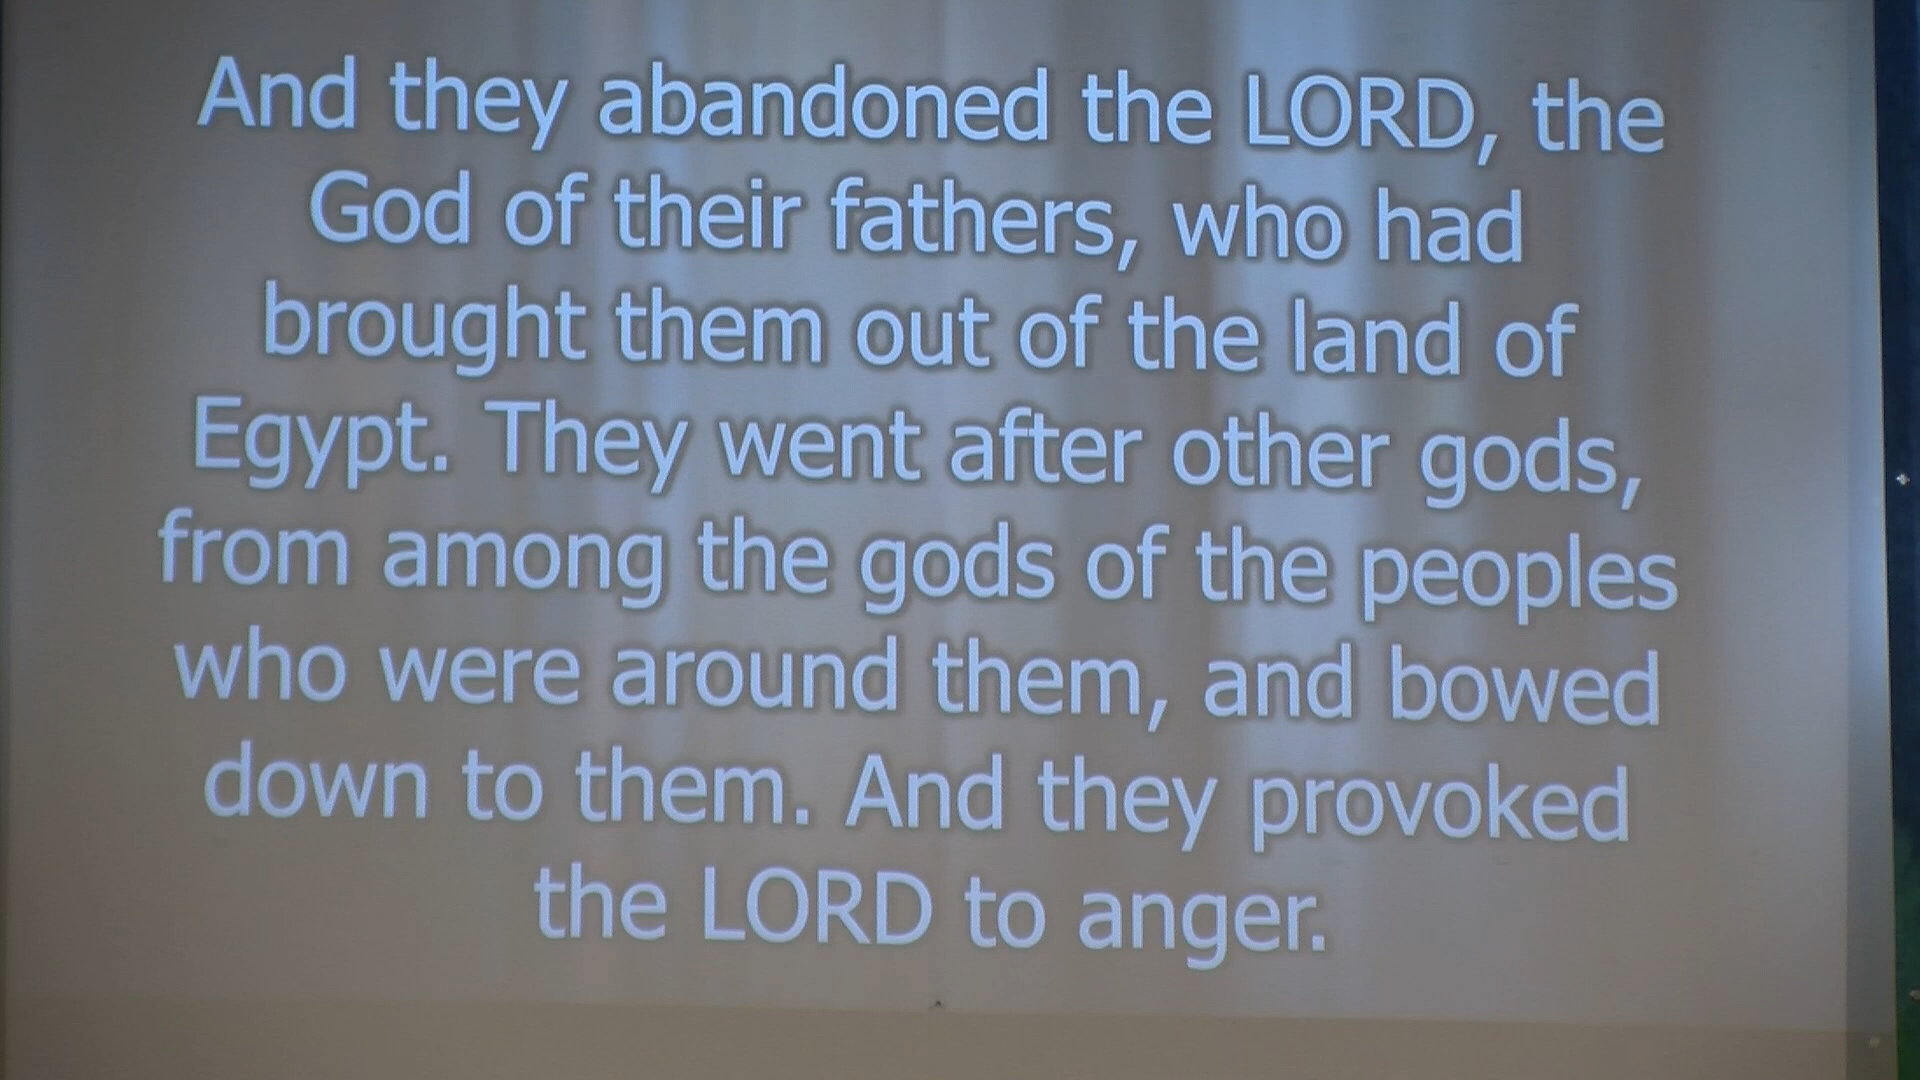 And they abandoned the LORD, the
God of their fathers, who had
brought them out of the land of
Egypt. They went after other gods,
from among the gods of the peoples
who were around them, and bowed
down to them. And they provoked
the LORD to anger.